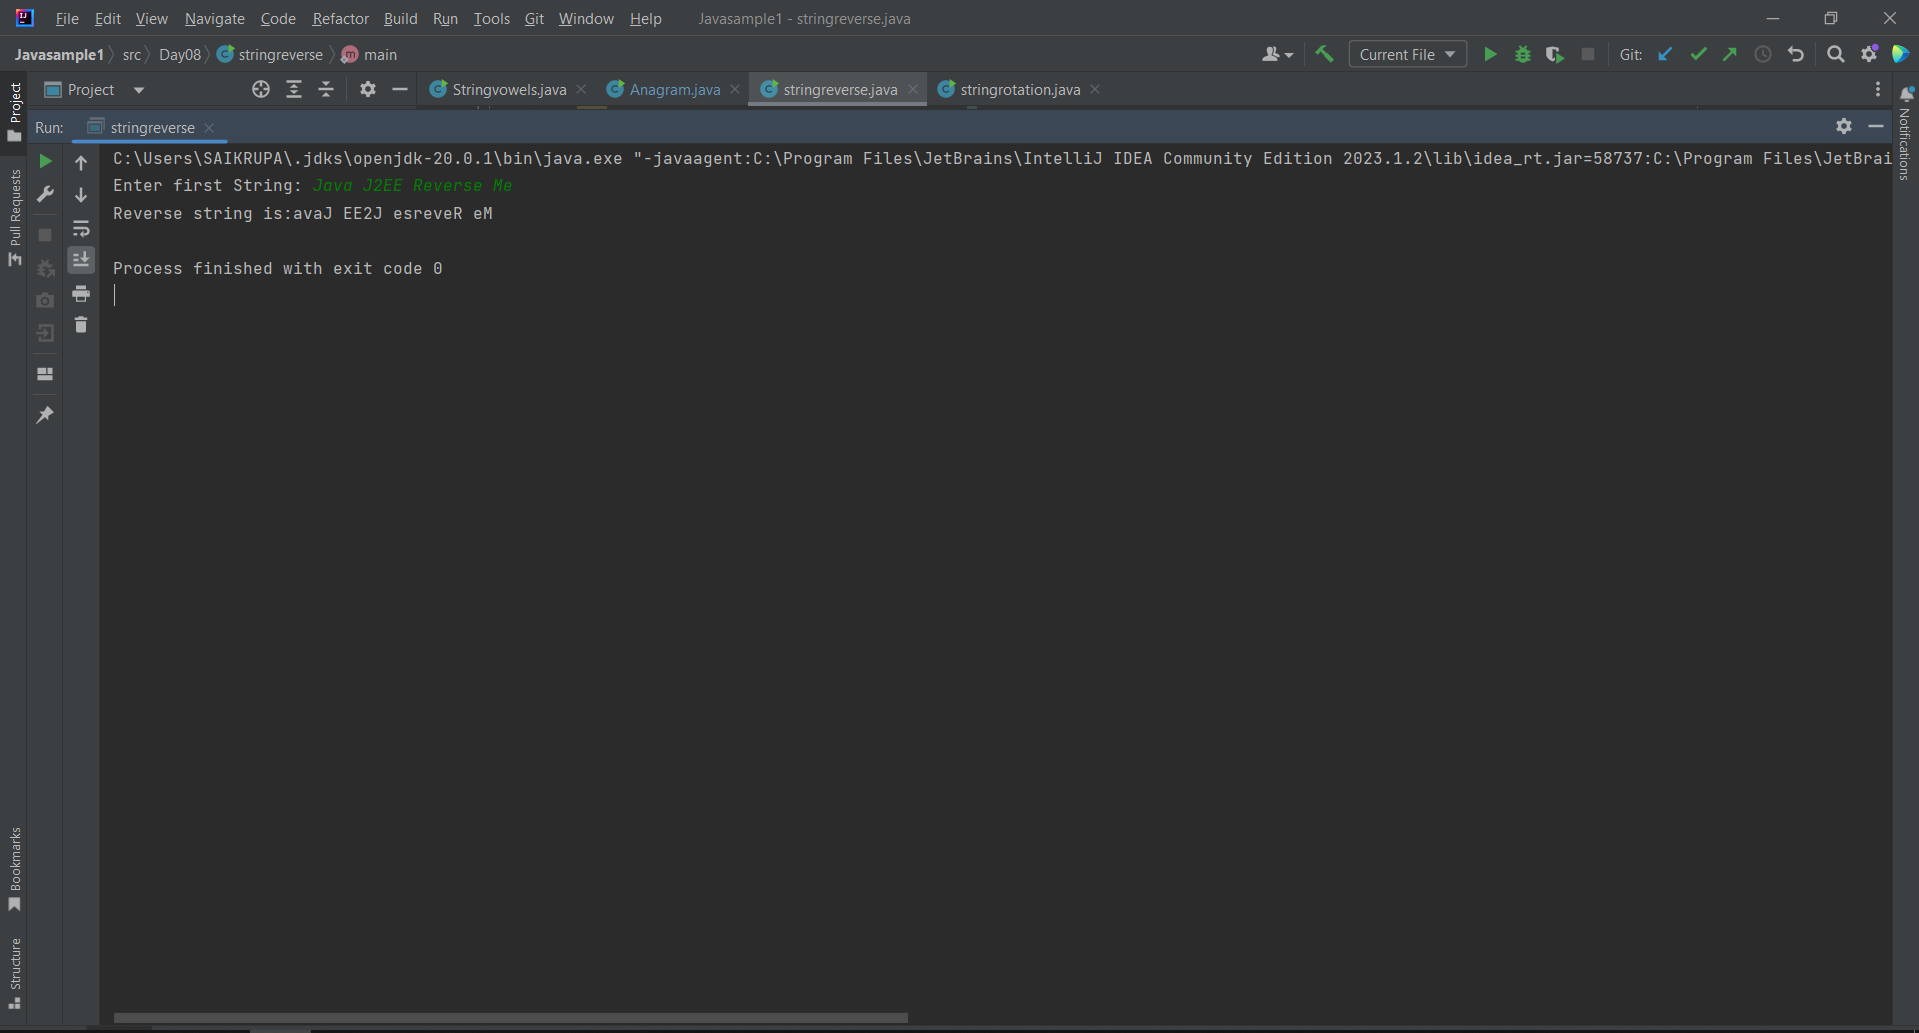 File Edit View Navigate Code Refactor Build Run Tools Git Window Help Javasample1 - stringreverse.java
Javasample1 src Day08 stringreverse main Current File Git:
Project Stringvowels.java Anagram.java stringreverse.java stringrotation.java
Run: stringreverse
C:\Users\SAIKRUPA\.jdks\openjdk-20.0.1\bin\java.exe "-javaagent:C:\Program Files\JetBrains\IntelliJ IDEA Community Edition 2023.1.2\lib\idea_rt.jar=58737:C:\Program Files\JetBrai
Enter first String: Java J2EE Reverse Me
Reverse string is:avaJ EE2J esreveR eM
Process finished with exit code 0
Project
Pull Requests
Bookmarks
Structure
Notifications